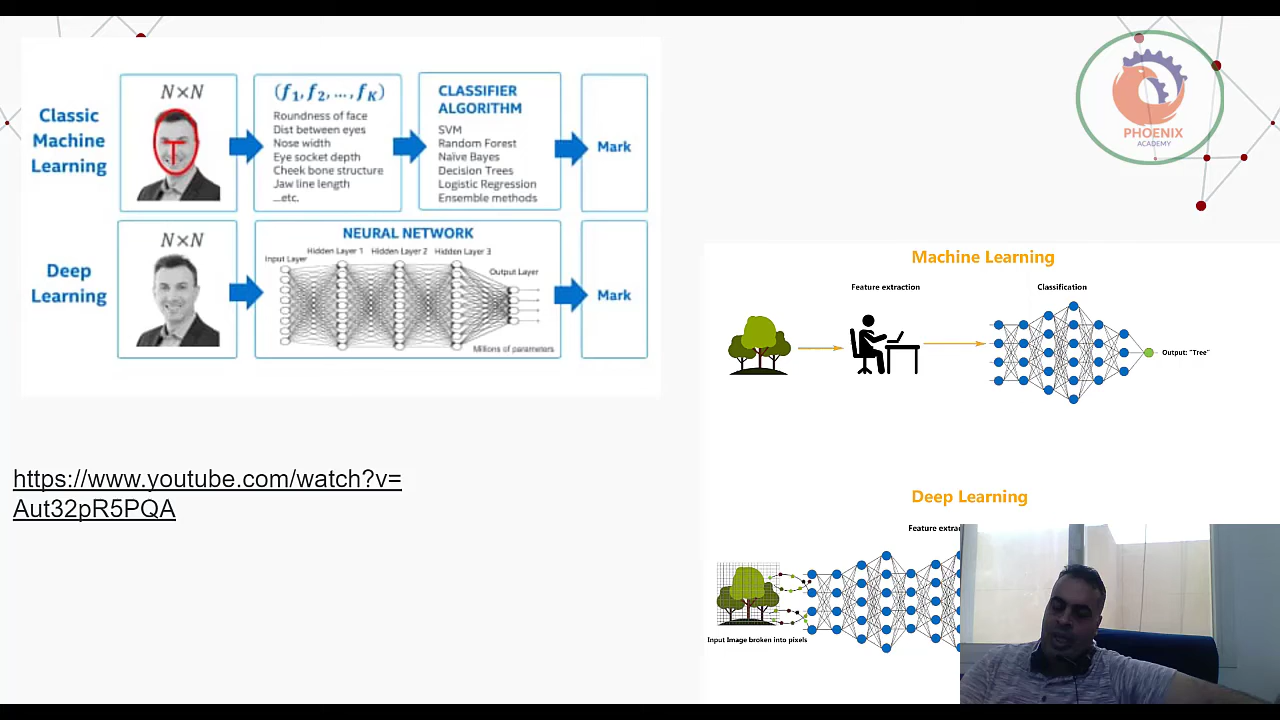 Classic
Machine
Learning
N×N
(f₁, f₂, ..., f_K)
Roundness of face
Dist between eyes
Nose width
Eye socket depth
Cheek bone structure
Jaw line length
...etc.
CLASSIFIER
ALGORITHM
SVM
Random Forest
Naïve Bayes
Decision Trees
Logistic Regression
Ensemble methods
Mark
Deep
Learning
N×N
NEURAL NETWORK
Input Layer
Hidden Layer 1 Hidden Layer 2 Hidden Layer 3
Output Layer
Millions of parameters
Mark
PHOENIX
ACADEMY
https://www.youtube.com/watch?v=
Aut32pR5PQA
Machine Learning
Feature extraction
Classification
Output: "Tree"
Deep Learning
Feature extrac
Input Image broken into pixels